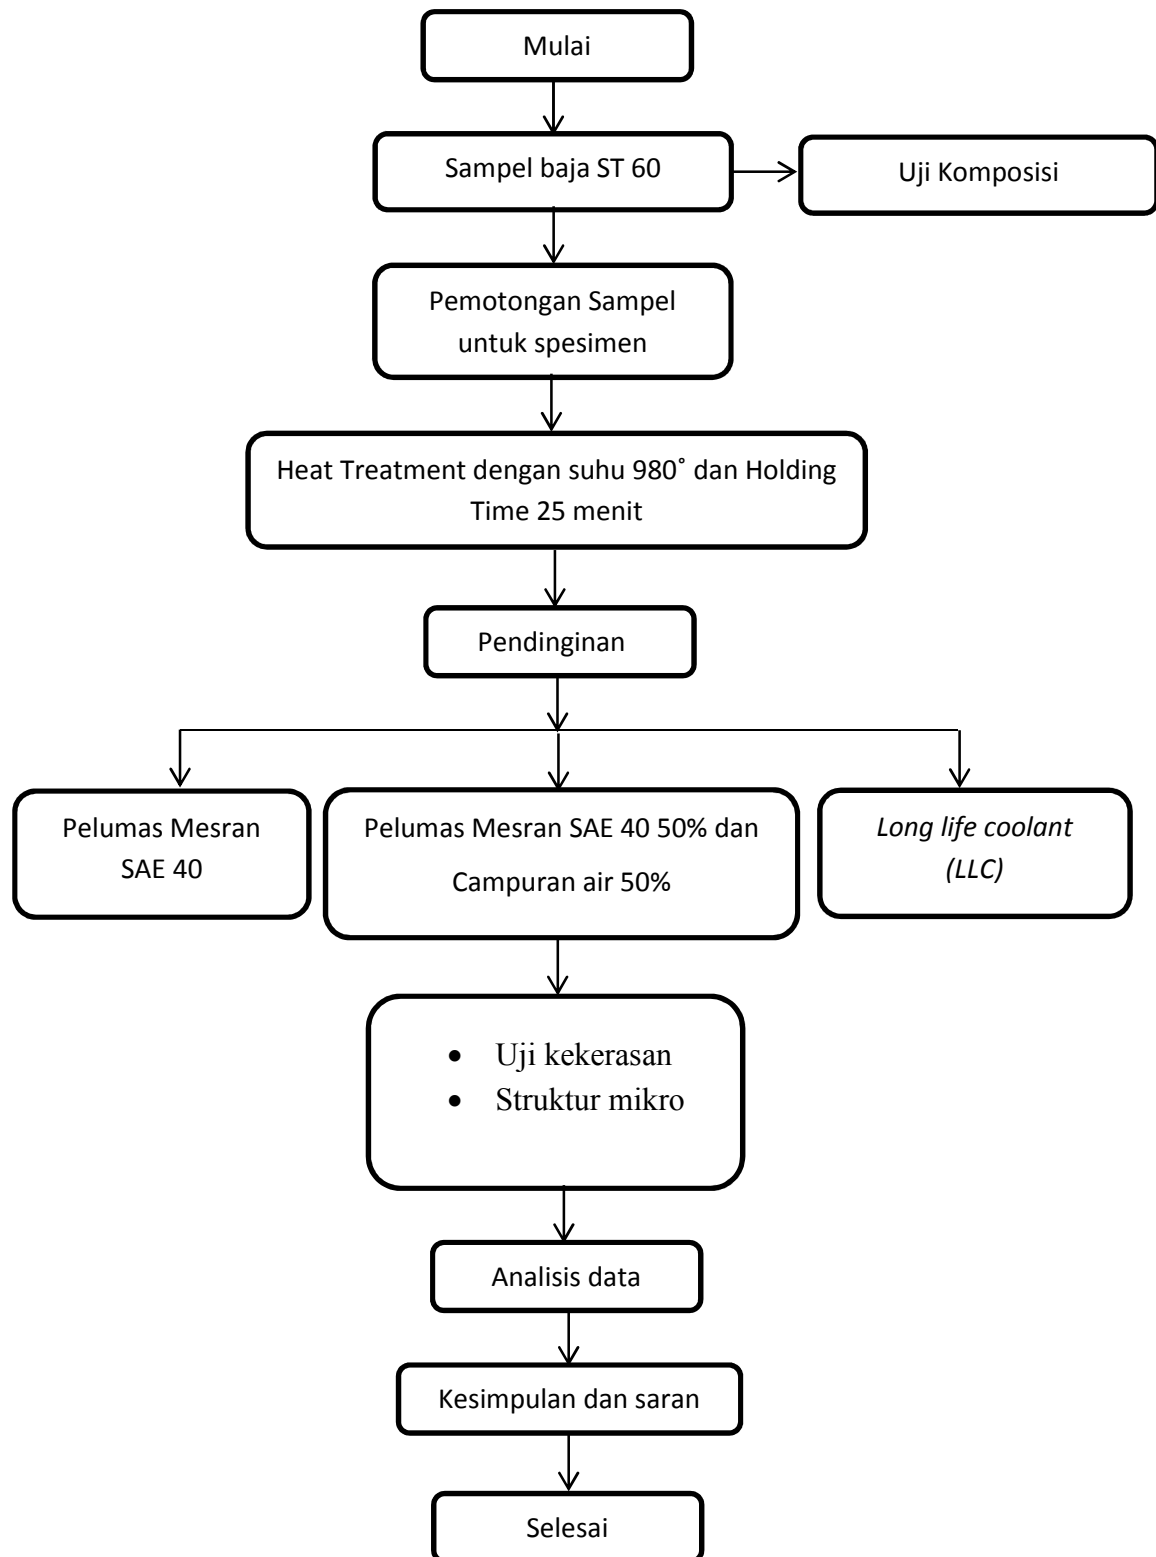 Mulai
Sampel baja ST 60
Uji Komposisi
Pemotongan Sampel
untuk spesimen
Heat Treatment dengan suhu 980˚ dan Holding
Time 25 menit
Pendinginan
Pelumas Mesran
SAE 40
Pelumas Mesran SAE 40 50% dan
Campuran air 50%
Long life coolant
(LLC)
• Uji kekerasan
• Struktur mikro
Analisis data
Kesimpulan dan saran
Selesai